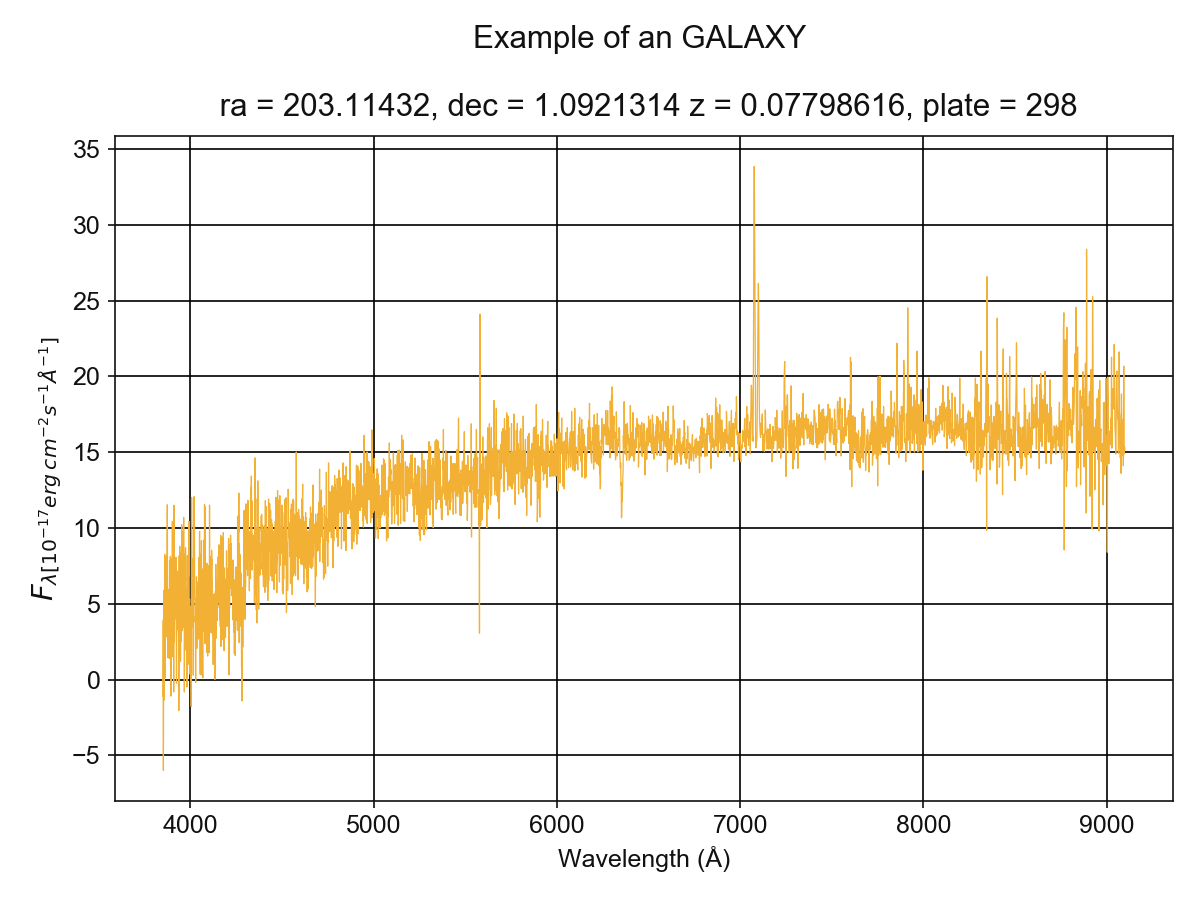 Example of an GALAXY
ra = 203.11432, dec = 1.0921314 z = 0.07798616, plate = 298
35
30
25
20
15
10
5
0
−5
F_λ[10⁻¹⁷erg cm⁻²s⁻¹Å⁻¹]
4000 5000 6000 7000 8000 9000
Wavelength (Å)